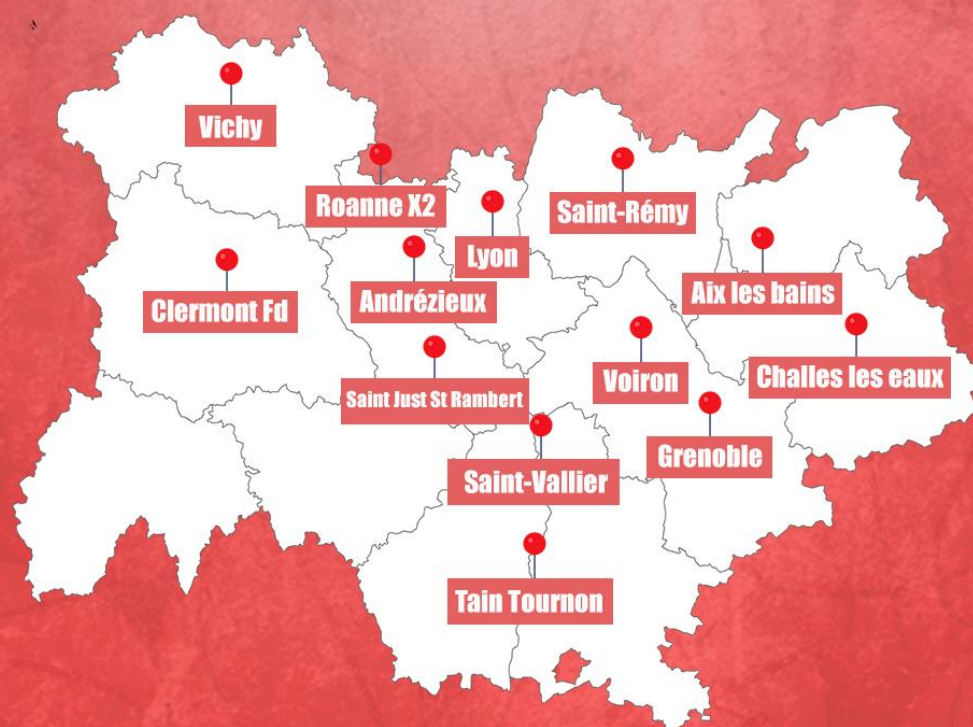 Vichy
Roanne X2
Saint-Rémy
Lyon
Aix les bains
Clermont Fd
Andrézieux
Voiron
Challes les eaux
Saint Just St Rambert
Grenoble
Saint-Vallier
Tain Tournon